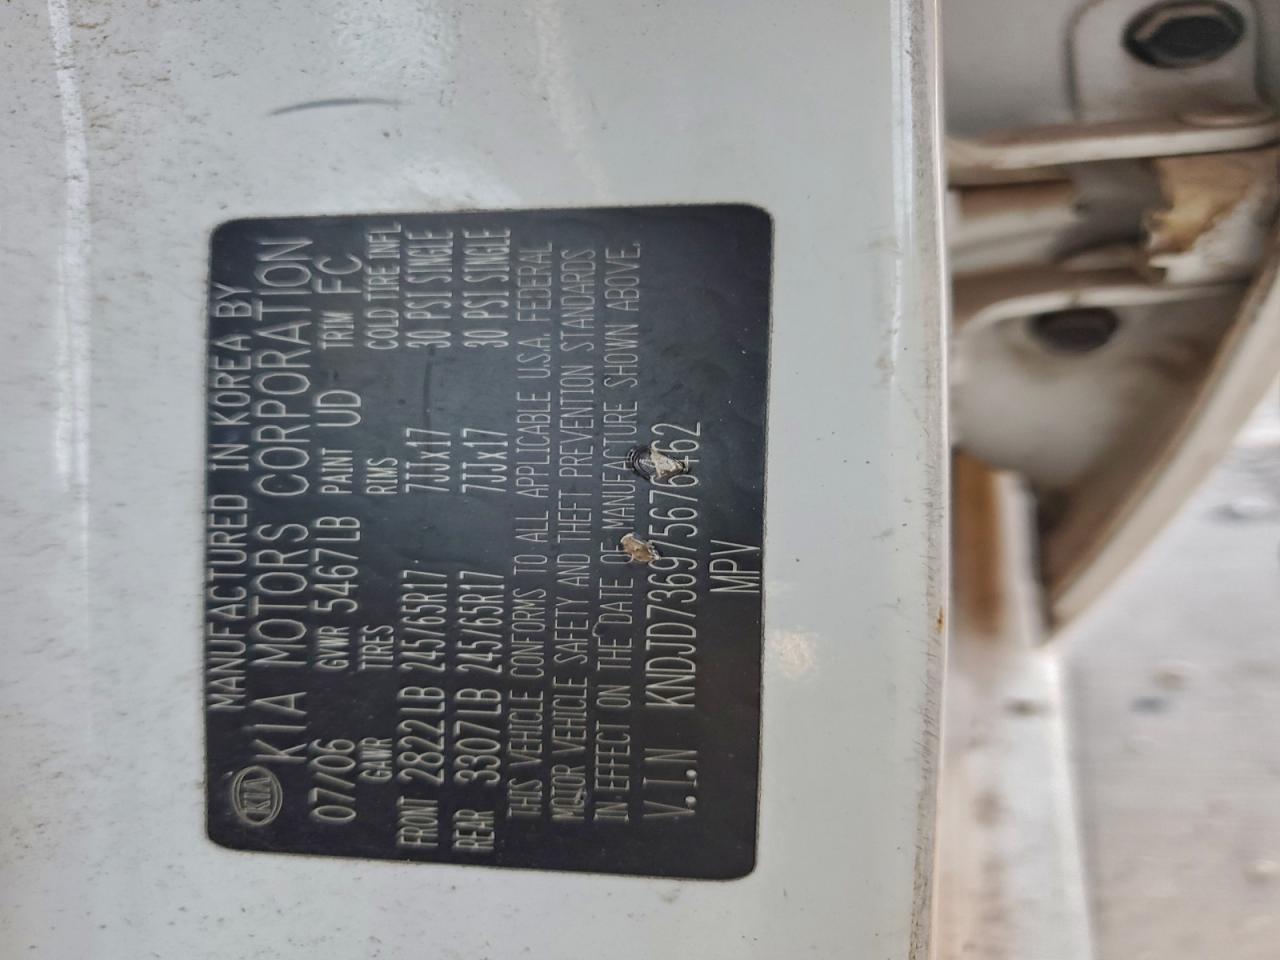 MANUFACTURED IN KOREA BY
KIA KIA MOTORS CORPORATION
07/06 GVWR 5467LB PAINT UD TRIM FC
GAWR TIRES RIMS COLD TIRE INFL
FRONT 2822LB 245/65R17 7JJx17 30 PSI SINGLE
REAR 3307LB 245/65R17 7JJx17 30 PSI SINGLE
THIS VEHICLE CONFORMS TO ALL APPLICABLE U.S.A. FEDERAL
MOTOR VEHICLE SAFETY AND THEFT PREVENTION STANDARDS
IN EFFECT ON THE DATE OF MANUFACTURE SHOWN ABOVE.
V.I.N KNDJD736975676462
MPV